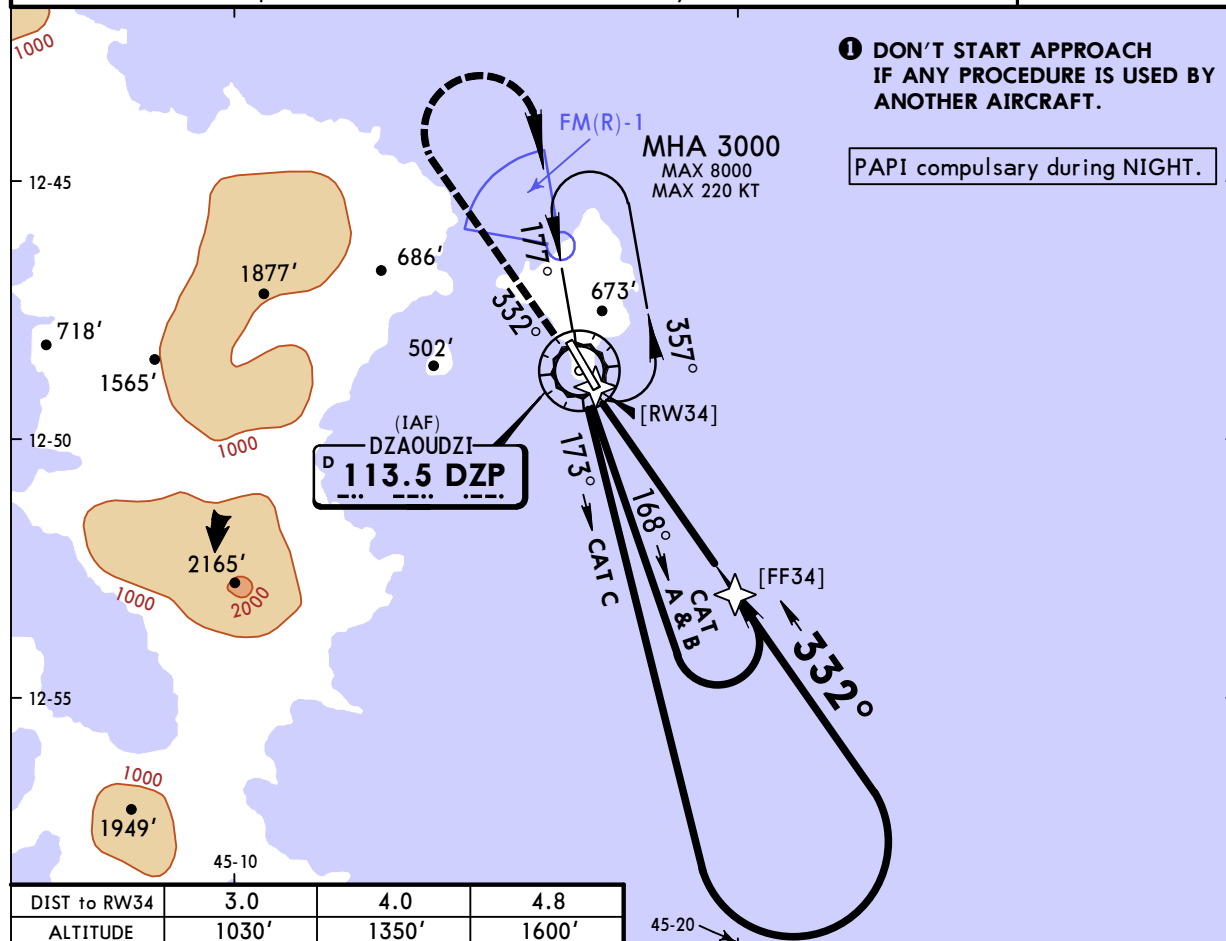 1000
❶ DON'T START APPROACH
IF ANY PROCEDURE IS USED BY
ANOTHER AIRCRAFT.
FM(R)-1
MHA 3000
MAX 8000
MAX 220 KT
PAPI compulsary during NIGHT.
12-45
177°
686'
1877'
673'
332°
357°
718'
502'
1565'
[RW34]
(IAF)
DZAOUDZI
D 113.5 DZP
12-50
1000
173°
CAT C
168°
CAT
A & B
2165'
2000
1000
[FF34]
332°
12-55
1000
1949'
45-10
45-20
DIST to RW34 3.0 4.0 4.8
ALTITUDE 1030' 1350' 1600'